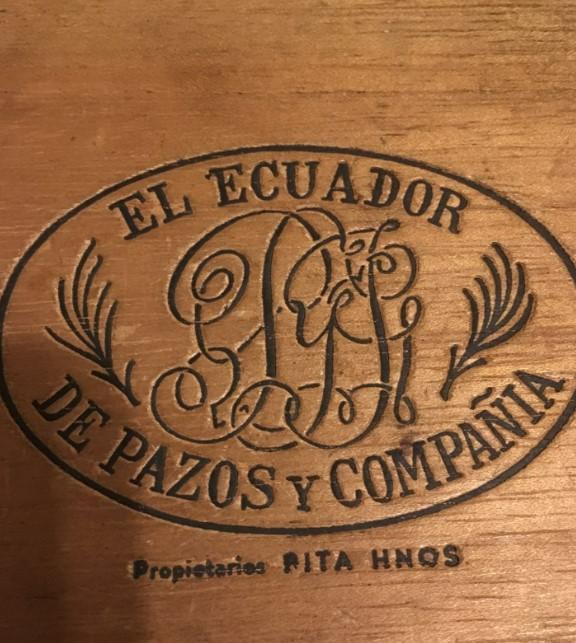 EL ECUADOR
DE PAZOS Y COMPAÑIA
Propietarios PITA HNOS